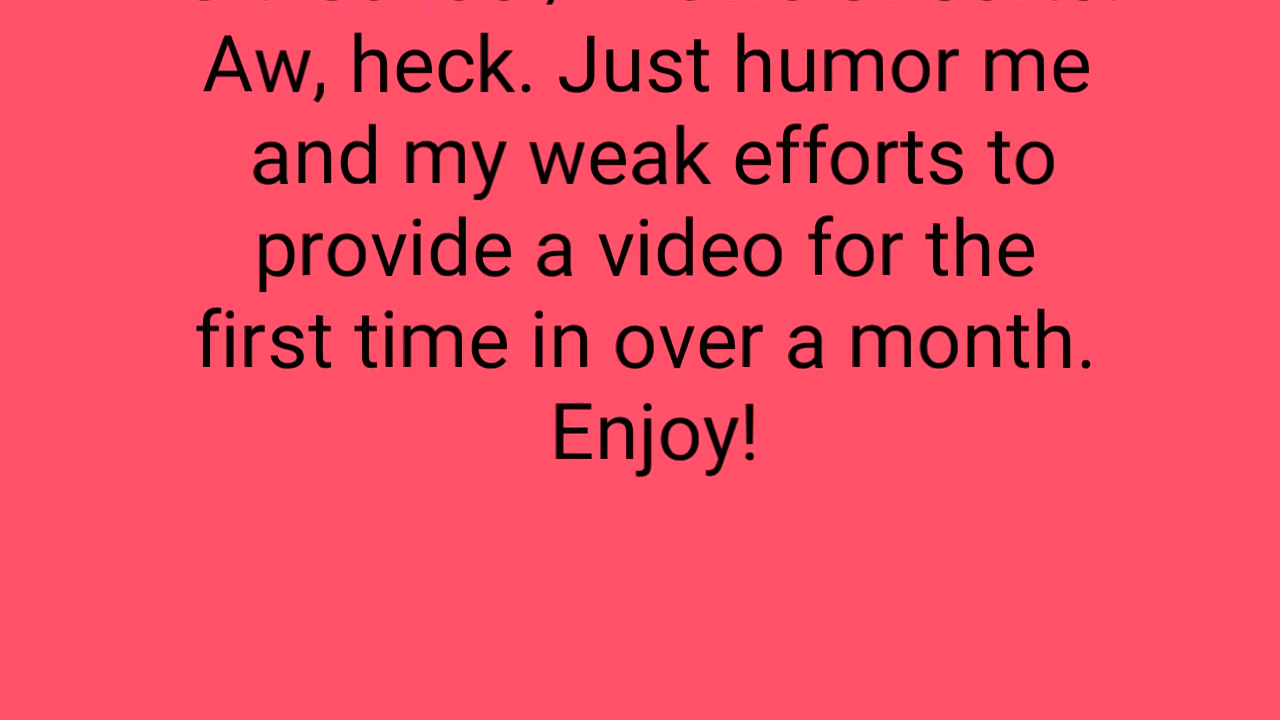 Aw, heck. Just humor me
and my weak efforts to
provide a video for the
first time in over a month.
Enjoy!